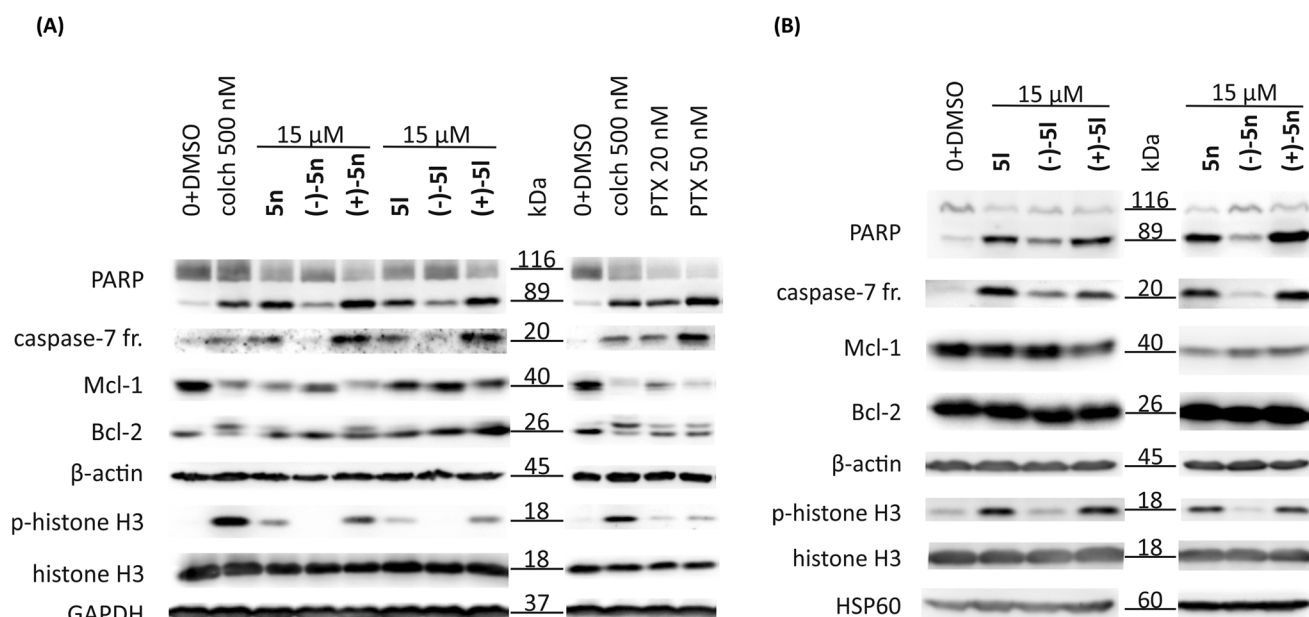 (A)
(B)
0+DMSO
colch 500 nM
15 µM
5n
(-)-5n
(+)-5n
15 µM
5l
(-)-5l
(+)-5l
kDa
0+DMSO
colch 500 nM
PTX 20 nM
PTX 50 nM
PARP
116
89
caspase-7 fr.
20
Mcl-1
40
Bcl-2
26
β-actin
45
p-histone H3
18
histone H3
18
GAPDH
37
0+DMSO
15 µM
5l
(-)-5l
(+)-5l
kDa
15 µM
5n
(-)-5n
(+)-5n
PARP
116
89
caspase-7 fr.
20
Mcl-1
40
Bcl-2
26
β-actin
45
p-histone H3
18
histone H3
18
HSP60
60